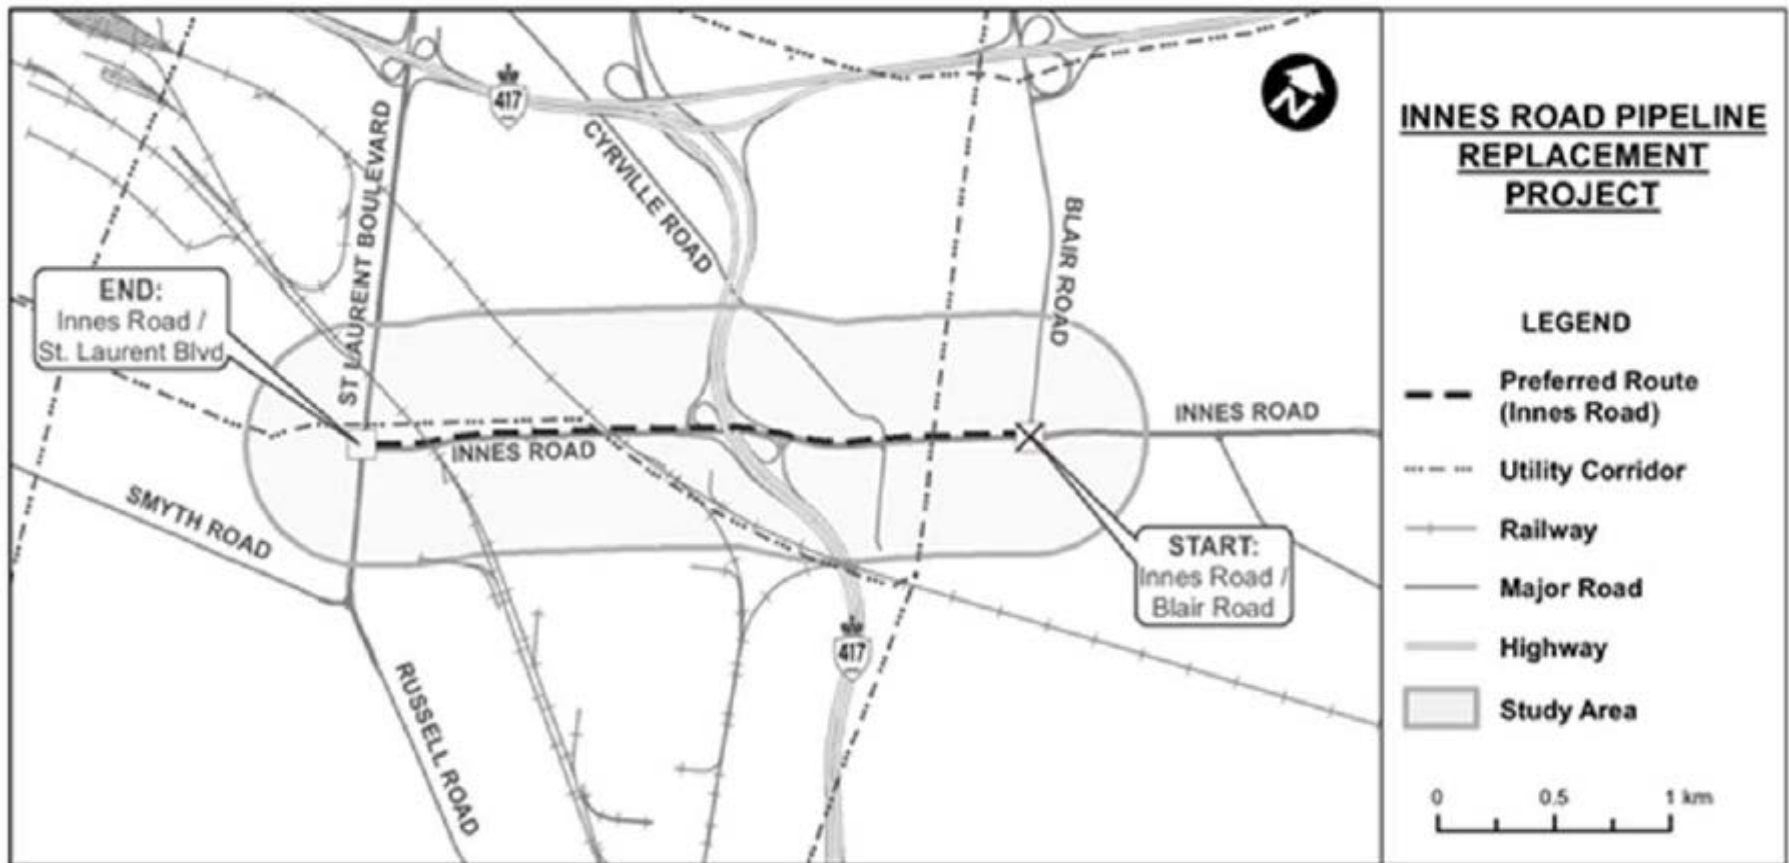 417
ST LAURENT BOULEVARD
CYRVILLE ROAD
BLAIR ROAD
N
END:
Innes Road /
St. Laurent Blvd
INNES ROAD
INNES ROAD
SMYTH ROAD
START:
Innes Road /
Blair Road
417
RUSSELL ROAD
INNES ROAD PIPELINE
REPLACEMENT
PROJECT
LEGEND
Preferred Route
(Innes Road)
Utility Corridor
Railway
Major Road
Highway
Study Area
0 0.5 1 km